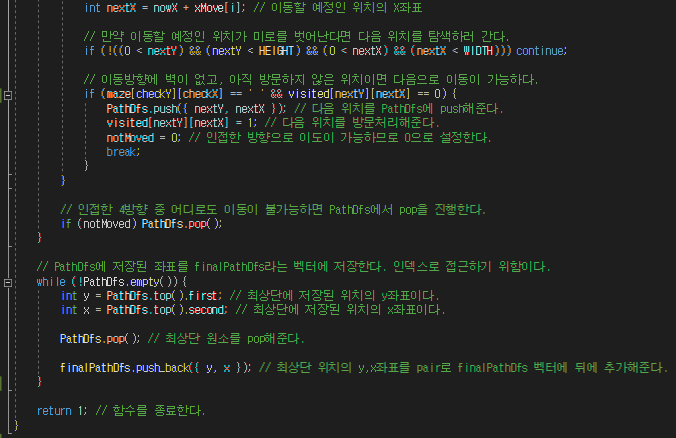 int nextX = nowX + xMove[i]; // 이동할 예정인 위치의 X좌표
// 만약 이동할 예정인 위치가 미로를 벗어난다면 다음 위치를 탐색하러 간다.
if (!((0 < nextY) && (nextY < HEIGHT) && (0 < nextX) && (nextX < WIDTH))) continue;
// 이동방향에 벽이 없고, 아직 방문하지 않은 위치이면 다음으로 이동이 가능하다.
if (maze[checkY][checkX] == ' ' && visited[nextY][nextX] == 0) {
PathDfs.push({ nextY, nextX }); // 다음 위치를 PathDfs에 push해준다.
visited[nextY][nextX] = 1; // 다음 위치를 방문처리해준다.
notMoved = 0; // 인접한 방향으로 이도이 가능하므로 0으로 설정한다.
break;
}
}
// 인접한 4방향 중 어디로도 이동이 불가능하면 PathDfs에서 pop을 진행한다.
if (notMoved) PathDfs.pop();
}
// PathDfs에 저장된 좌표를 finalPathDfs라는 벡터에 저장한다. 인덱스로 접근하기 위함이다.
while (!PathDfs.empty()) {
int y = PathDfs.top().first; // 최상단에 저장된 위치의 y좌표이다.
int x = PathDfs.top().second; // 최상단에 저장된 위치의 x좌표이다.
PathDfs.pop(); // 최상단 원소를 pop해준다.
finalPathDfs.push_back({ y, x }); // 최상단 위치의 y,x좌표를 pair로 finalPathDfs 벡터에 뒤에 추가해준다.
}
return 1; // 함수를 종료한다.
}